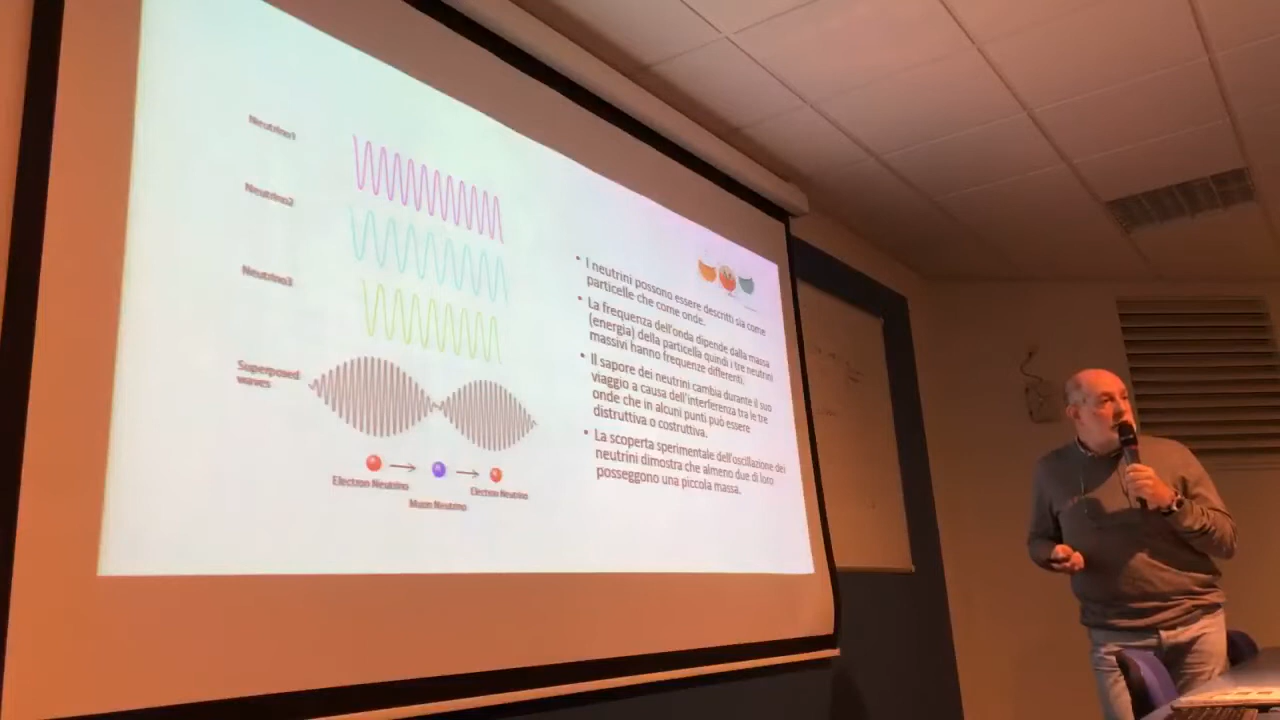 Neutrino1
Neutrino2
Neutrino3
Superposed
waves
Electron Neutrino
Muon Neutrino
Electron Neutrino
• I neutrini possono essere descritti sia come
particelle che come onde.
• La frequenza dell'onda dipende dalla massa
(energia) della particella quindi i tre neutrini
massivi hanno frequenze differenti.
• Il sapore dei neutrini cambia durante il suo
viaggio a causa dell'interferenza tra le tre
onde che in alcuni punti può essere
distruttiva o costruttiva.
• La scoperta sperimentale dell'oscillazione dei
neutrini dimostra che almeno due di loro
posseggono una piccola massa.